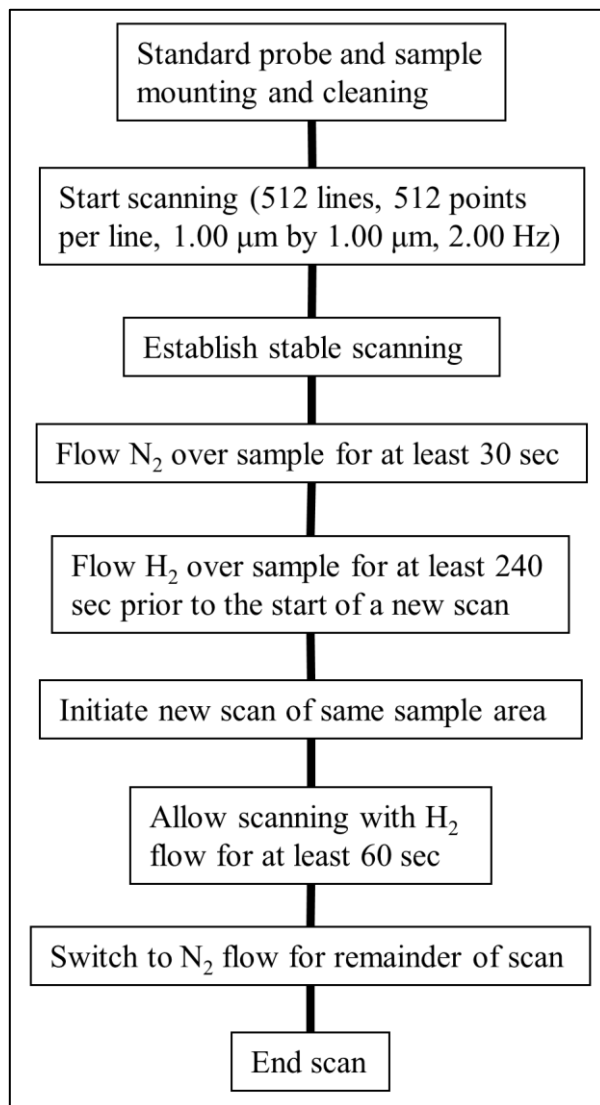 Standard probe and sample
mounting and cleaning
Start scanning (512 lines, 512 points
per line, 1.00 μm by 1.00 μm, 2.00 Hz)
Establish stable scanning
Flow N₂ over sample for at least 30 sec
Flow H₂ over sample for at least 240
sec prior to the start of a new scan
Initiate new scan of same sample area
Allow scanning with H₂
flow for at least 60 sec
Switch to N₂ flow for remainder of scan
End scan